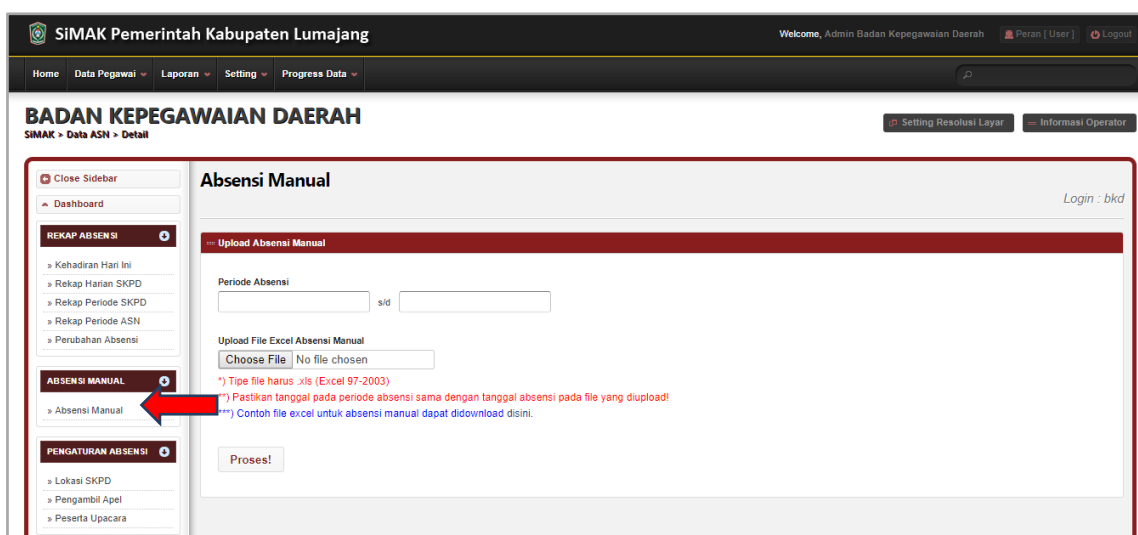 SiMAK Pemerintah Kabupaten Lumajang
Welcome, Admin Badan Kepegawaian Daerah
Peran [ User ]
Logout
Home Data Pegawai Laporan Setting Progress Data
BADAN KEPEGAWAIAN DAERAH
SiMAK > Data ASN > Detail
Setting Resolusi Layar
Informasi Operator
Close Sidebar
Dashboard
REKAP ABSENSI
» Kehadiran Hari Ini
» Rekap Harian SKPD
» Rekap Periode SKPD
» Rekap Periode ASN
» Perubahan Absensi
ABSENSI MANUAL
» Absensi Manual
PENGATURAN ABSENSI
» Lokasi SKPD
» Pengambil Apel
» Peserta Upacara
Absensi Manual
Login : bkd
Upload Absensi Manual
Periode Absensi
s/d
Upload File Excel Absensi Manual
Choose File No file chosen
*) Tipe file harus .xls (Excel 97-2003)
**) Pastikan tanggal pada periode absensi sama dengan tanggal absensi pada file yang diupload!
***) Contoh file excel untuk absensi manual dapat didownload disini.
Proses!